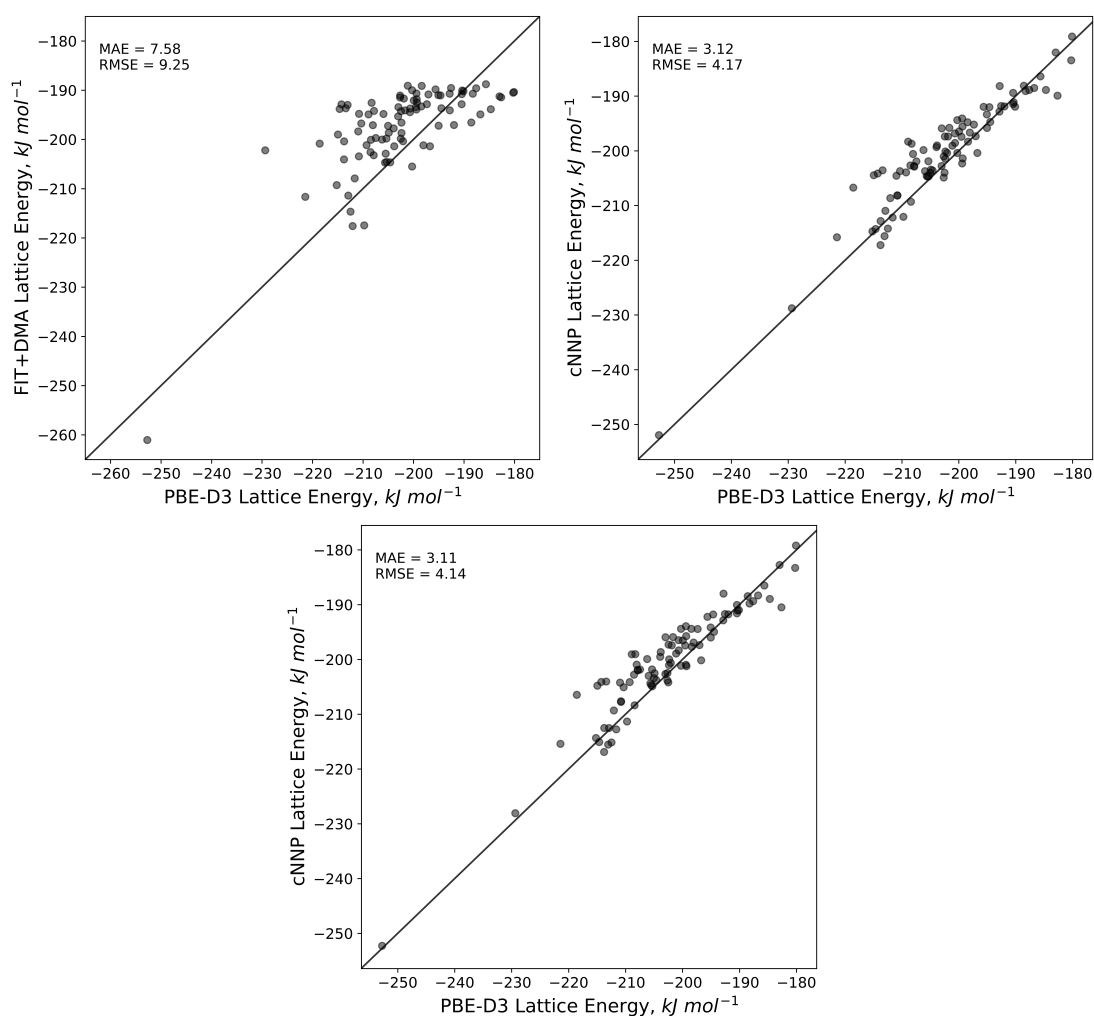 MAE = 7.58
RMSE = 9.25
FIT+DMA Lattice Energy, kJ mol⁻¹
−180
−190
−200
−210
−220
−230
−240
−250
−260
−260 −250 −240 −230 −220 −210 −200 −190 −180
PBE-D3 Lattice Energy, kJ mol⁻¹
MAE = 3.12
RMSE = 4.17
cNNP Lattice Energy, kJ mol⁻¹
−180
−190
−200
−210
−220
−230
−240
−250
−250 −240 −230 −220 −210 −200 −190 −180
PBE-D3 Lattice Energy, kJ mol⁻¹
MAE = 3.11
RMSE = 4.14
cNNP Lattice Energy, kJ mol⁻¹
−180
−190
−200
−210
−220
−230
−240
−250
−250 −240 −230 −220 −210 −200 −190 −180
PBE-D3 Lattice Energy, kJ mol⁻¹